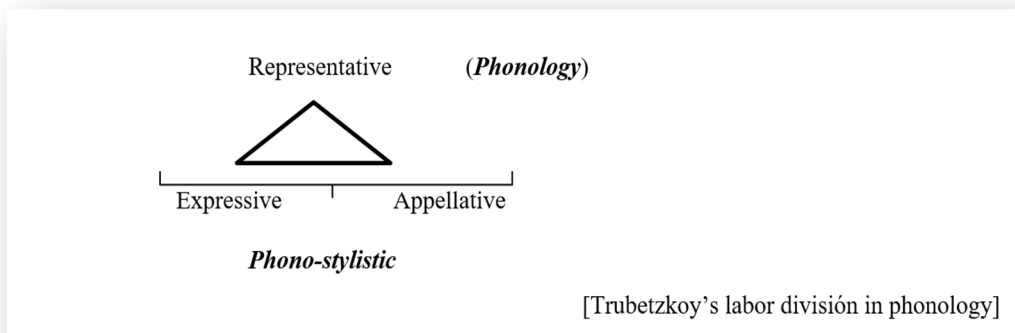 Representative (Phonology)
Expressive Appellative
Phono-stylistic
[Trubetzkoy’s labor división in phonology]